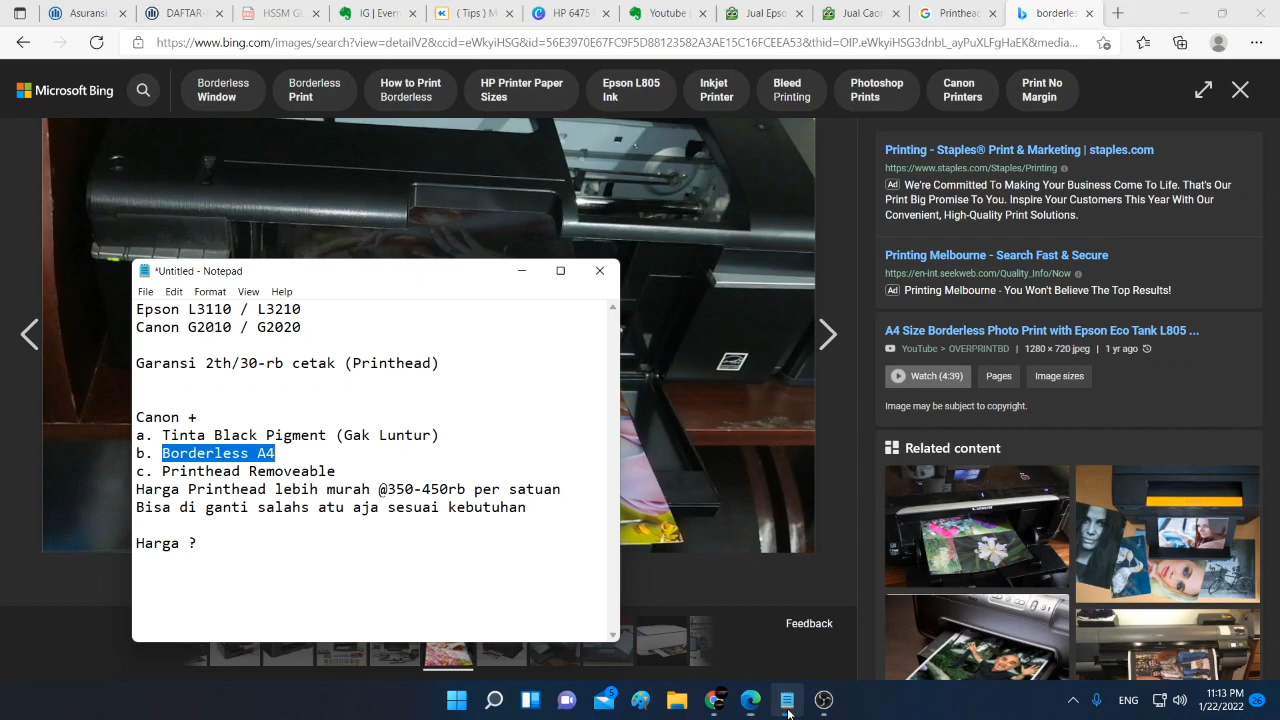 Asuransi
DAFTAR-
HSSM GL
IG | Evern
( Tips ) M
HP 6475
Youtube |
Jual Epso
Jual Cano
Printhead
borderles
https://www.bing.com/images/search?view=detailV2&ccid=eWkyiHSG&id=56E3970E67FC9F5D88123582A3AE15C16FCEEA53&thid=OIP.eWkyiHSG3dnbL_ayPuXLFgHaEK&media...
Microsoft Bing
Borderless
Window
Borderless
Print
How to Print
Borderless
HP Printer Paper
Sizes
Epson L805
Ink
Inkjet
Printer
Bleed
Printing
Photoshop
Prints
Canon
Printers
Print No
Margin
Printing - Staples® Print & Marketing | staples.com
https://www.staples.com/Staples/Printing
Ad We're Committed To Making Your Business Come To Life. That's Our
Print Big Promise To You. Inspire Your Customers This Year With Our
Convenient, High-Quality Print Solutions.
Printing Melbourne - Search Fast & Secure
https://en-int.seekweb.com/Quality_Info/Now
Ad Printing Melbourne - You Won't Believe The Top Results!
A4 Size Borderless Photo Print with Epson Eco Tank L805 ...
YouTube > OVERPRINTBD | 1280 × 720 jpeg | 1 yr ago
Watch (4:39)
Pages
Image sizes
Image may be subject to copyright.
Related content
Feedback
*Untitled - Notepad
File Edit Format View Help
Epson L3110 / L3210
Canon G2010 / G2020
Garansi 2th/30-rb cetak (Printhead)
Canon +
a. Tinta Black Pigment (Gak Luntur)
b. Borderless A4
c. Printhead Removeable
Harga Printhead lebih murah @350-450rb per satuan
Bisa di ganti salahs atu aja sesuai kebutuhan
Harga ?
5
ENG
11:13 PM
1/22/2022
26